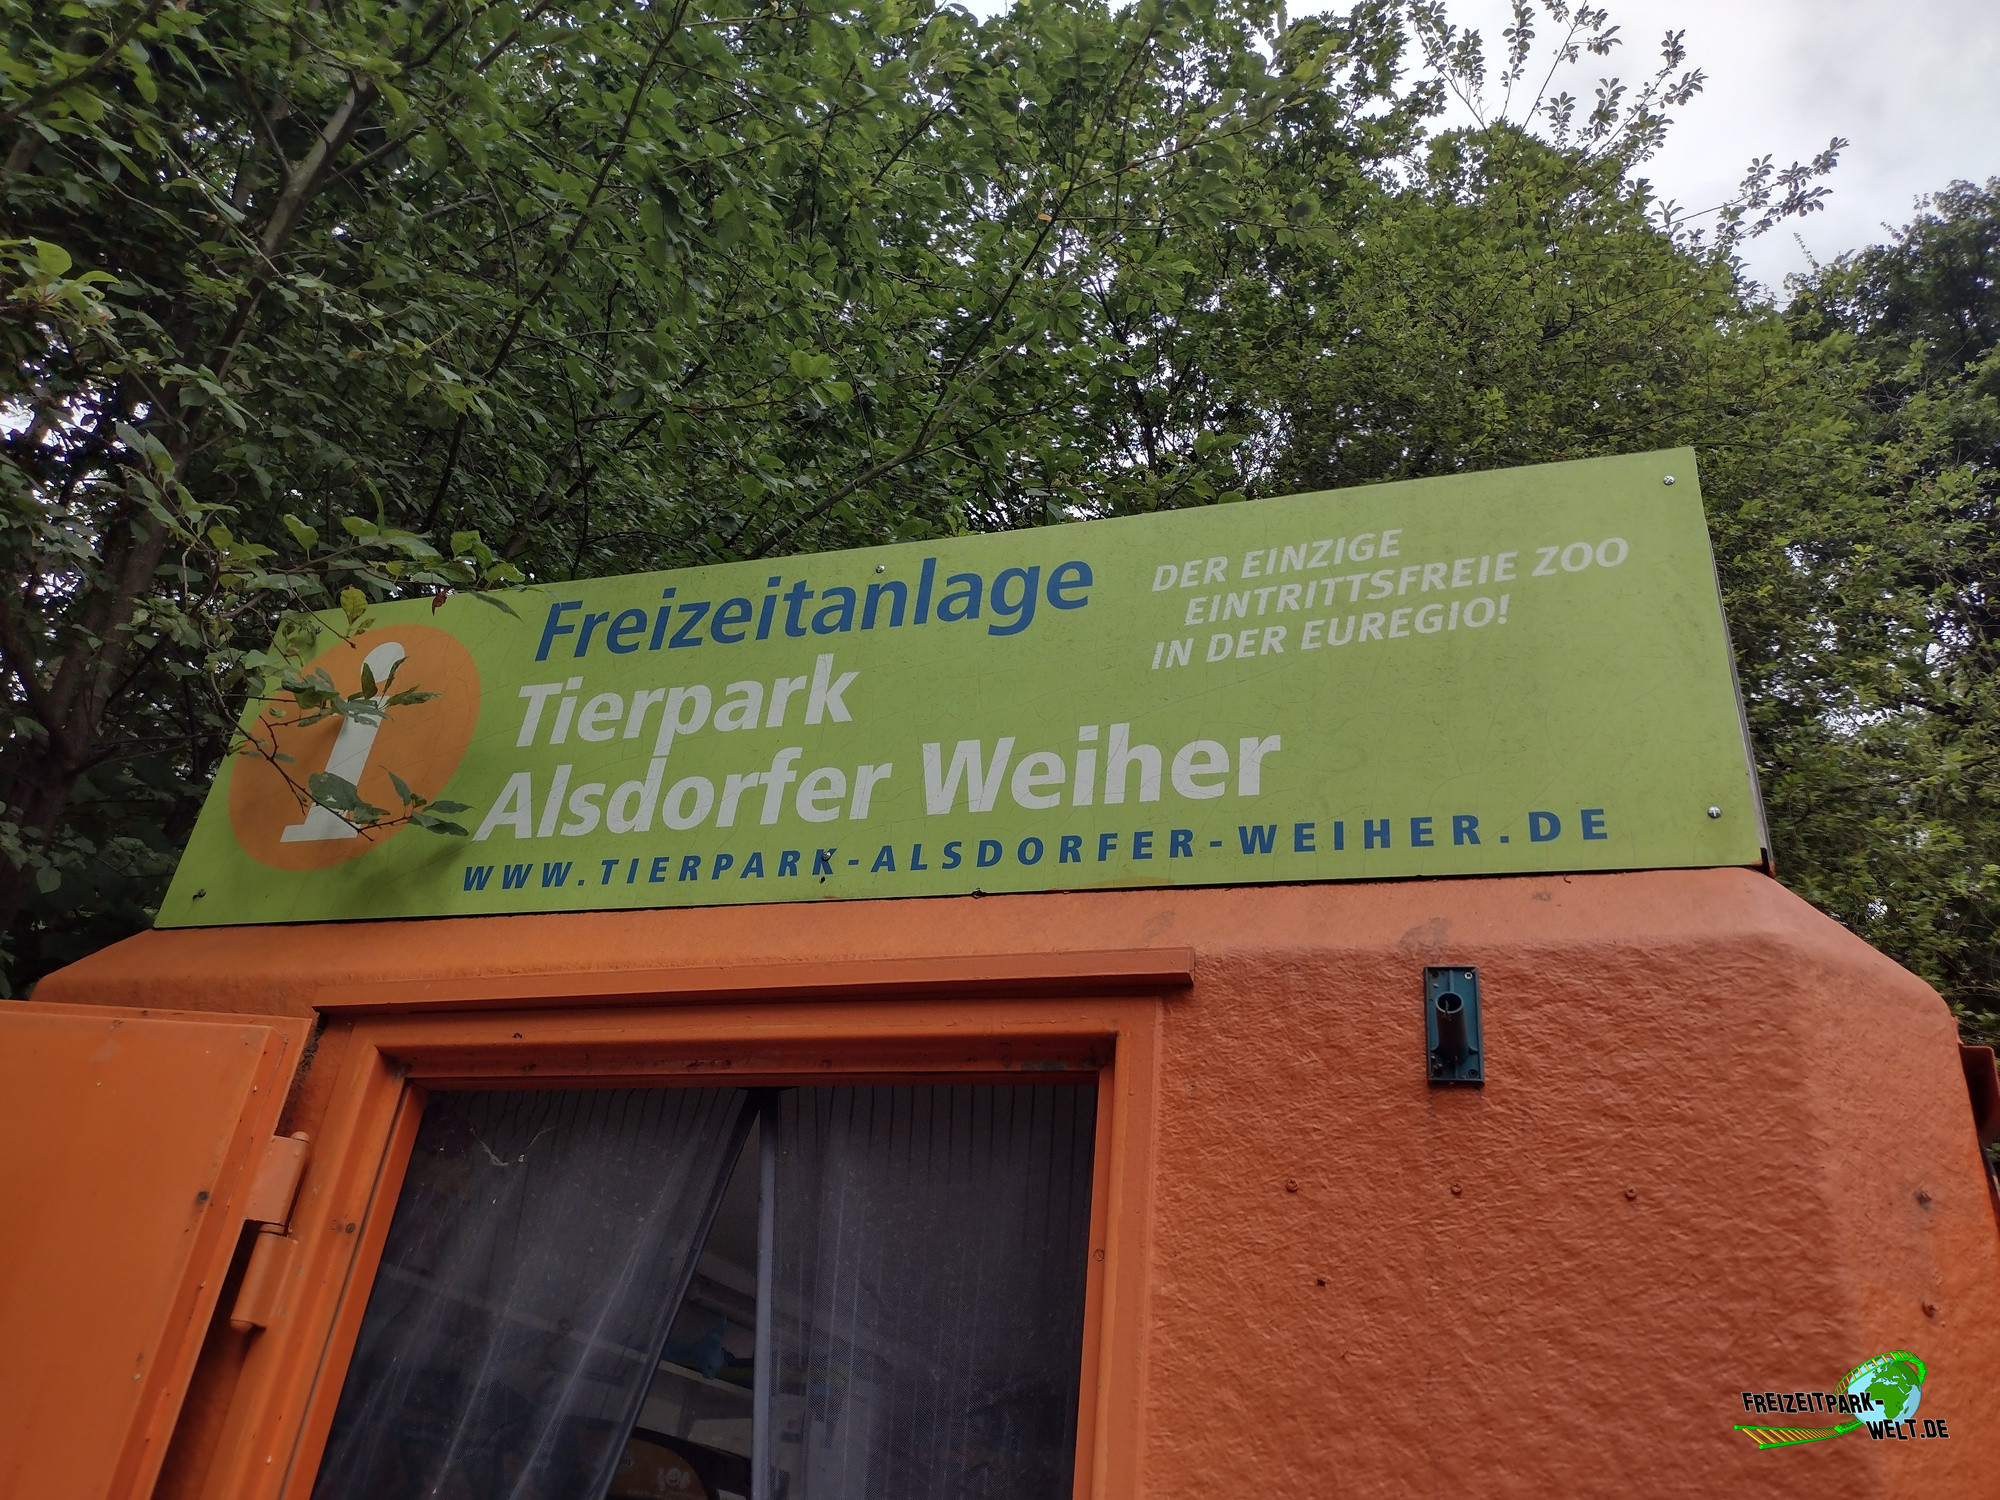 Freizeitanlage
Tierpark
Alsdorfer Weiher
WWW.TIERPARK-ALSDORFER-WEIHER.DE
DER EINZIGE
EINTRITTSFREIE ZOO
IN DER EUREGIO!
i
FREIZEITPARK-
WELT.DE